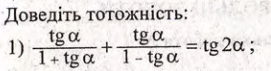 Доведіть тотожність:
1) tg α / (1 + tg α) + tg α / (1 - tg α) = tg 2α ;